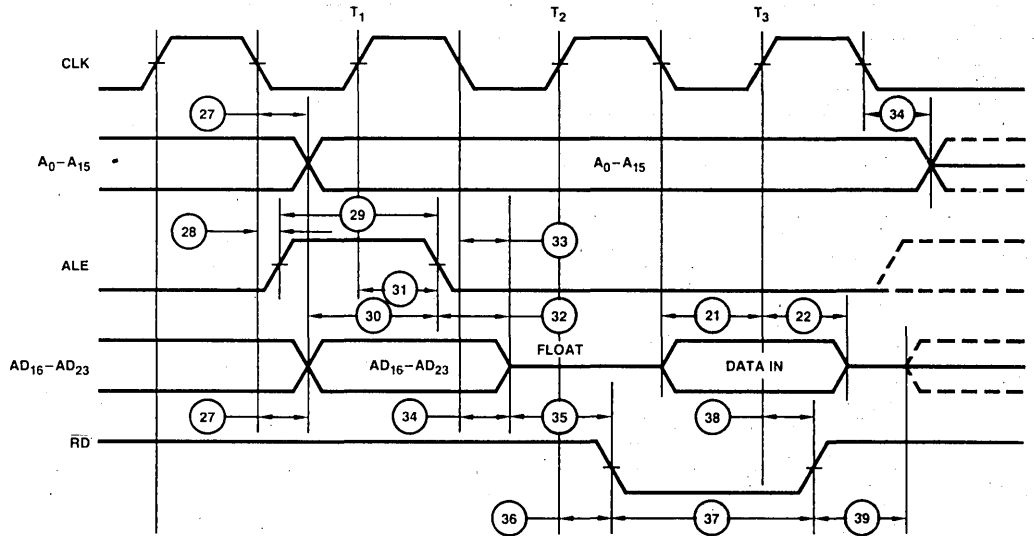 T1 T2 T3
CLK
27 34
A0–A15 A0–A15
29
28 33
ALE
31
30 32 21 22
FLOAT
AD16–AD23 AD16–AD23 DATA IN
27 34 35 38
RD
36 37 39